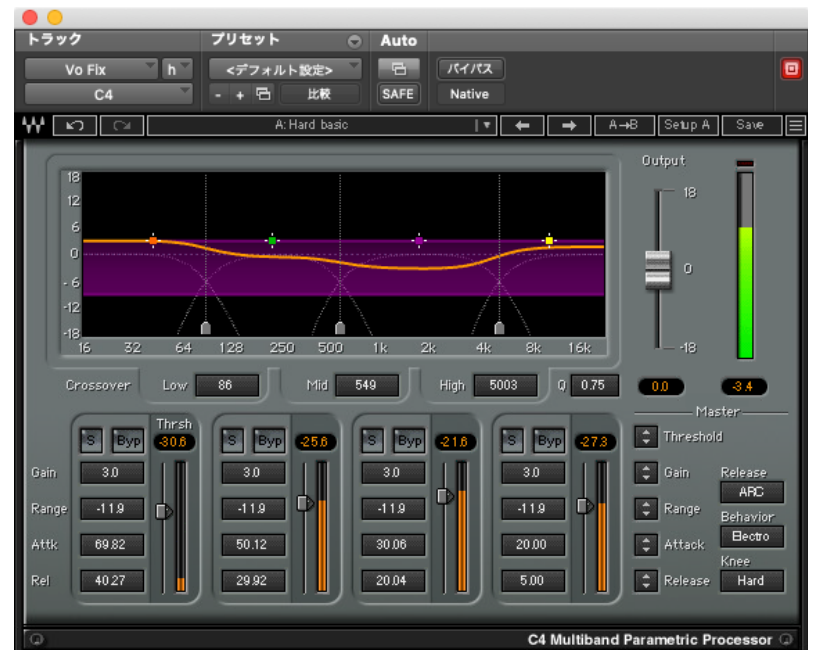 トラック プリセット Auto
Vo Fix h <デフォルト設定> バイパス
C4 - + 比較 SAFE Native
A: Hard basic A→B Setup A Save
Output
18
12
6
0
-6
-12
-18
16 32 64 128 250 500 1k 2k 4k 8k 16k
18
0
-18
Crossover Low 86 Mid 549 High 5003 Q 0.75 0.0 -3.4
Master
Thrsh
S Byp -30.6 S Byp -25.6 S Byp -21.6 S Byp -27.3 Threshold
Gain 3.0 3.0 3.0 3.0 Gain Release
ARC
Range -11.9 -11.9 -11.9 -11.9 Range Behavior
Electro
Attk 69.82 50.12 30.06 20.00 Attack Knee
Rel 40.27 29.92 20.04 5.00 Release Hard
C4 Multiband Parametric Processor